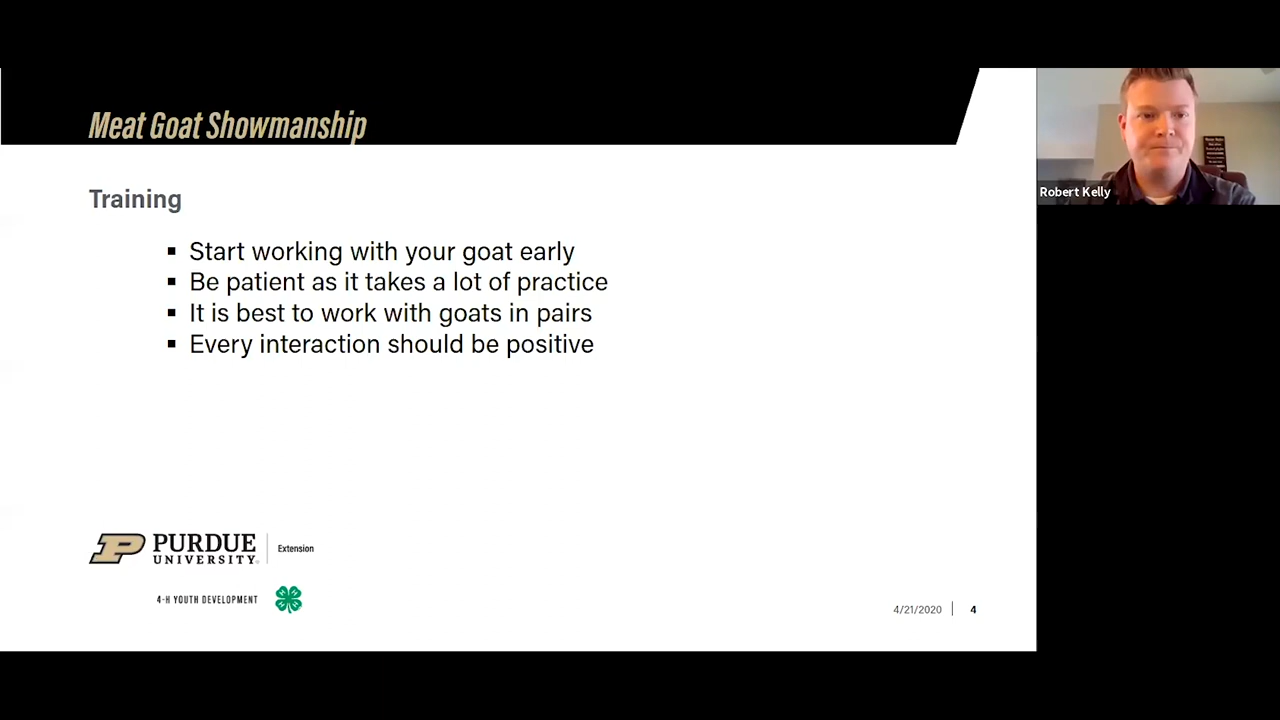 Meat Goat Showmanship
Training
▪ Start working with your goat early
▪ Be patient as it takes a lot of practice
▪ It is best to work with goats in pairs
▪ Every interaction should be positive
Robert Kelly
P PURDUE UNIVERSITY® | Extension
4-H YOUTH DEVELOPMENT
4/21/2020 | 4